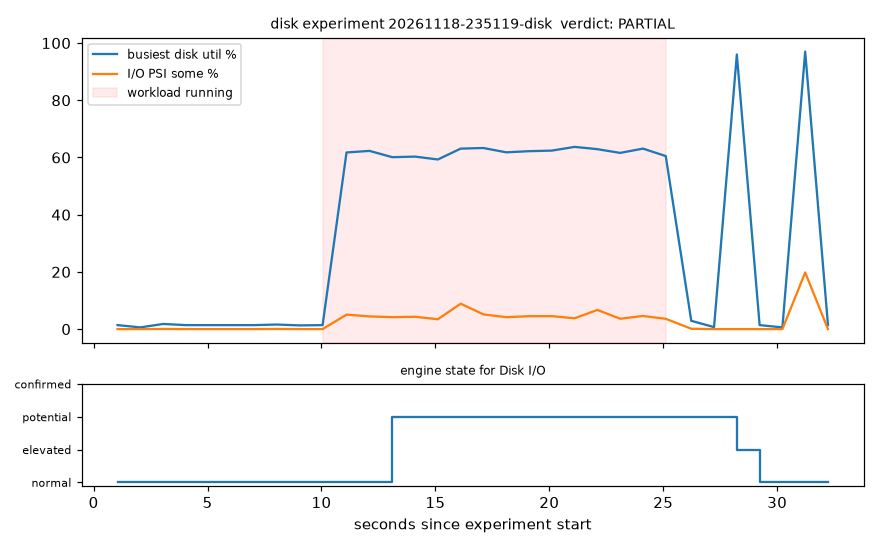 disk experiment 20261118-235119-disk  verdict: PARTIAL
busiest disk util %
I/O PSI some %
workload running
100
80
60
40
20
0
engine state for Disk I/O
confirmed
potential
elevated
normal
0 5 10 15 20 25 30
seconds since experiment start